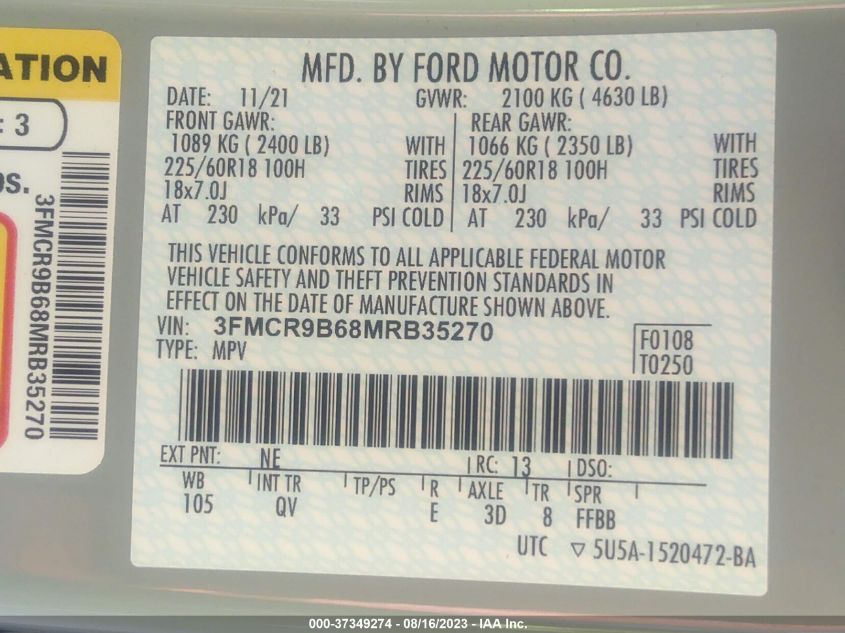 ATION
: 3
OS.
3FMCR9B68MRB35270
MFD. BY FORD MOTOR CO.
DATE: 11/21 GVWR: 2100 KG ( 4630 LB)
FRONT GAWR: REAR GAWR:
1089 KG ( 2400 LB) WITH 1066 KG ( 2350 LB) WITH
225/60R18 100H TIRES 225/60R18 100H TIRES
18x7.0J RIMS 18x7.0J RIMS
AT 230 kPa/ 33 PSI COLD AT 230 kPa/ 33 PSI COLD
THIS VEHICLE CONFORMS TO ALL APPLICABLE FEDERAL MOTOR
VEHICLE SAFETY AND THEFT PREVENTION STANDARDS IN
EFFECT ON THE DATE OF MANUFACTURE SHOWN ABOVE.
VIN: 3FMCR9B68MRB35270 F0108
TYPE: MPV T0250
EXT PNT: NE RC: 13 DSO:
WB INT TR TP/PS R AXLE TR SPR
105 QV E 3D 8 FFBB
UTC ▽ 5U5A-1520472-BA
000-37349274 - 08/16/2023 - IAA Inc.